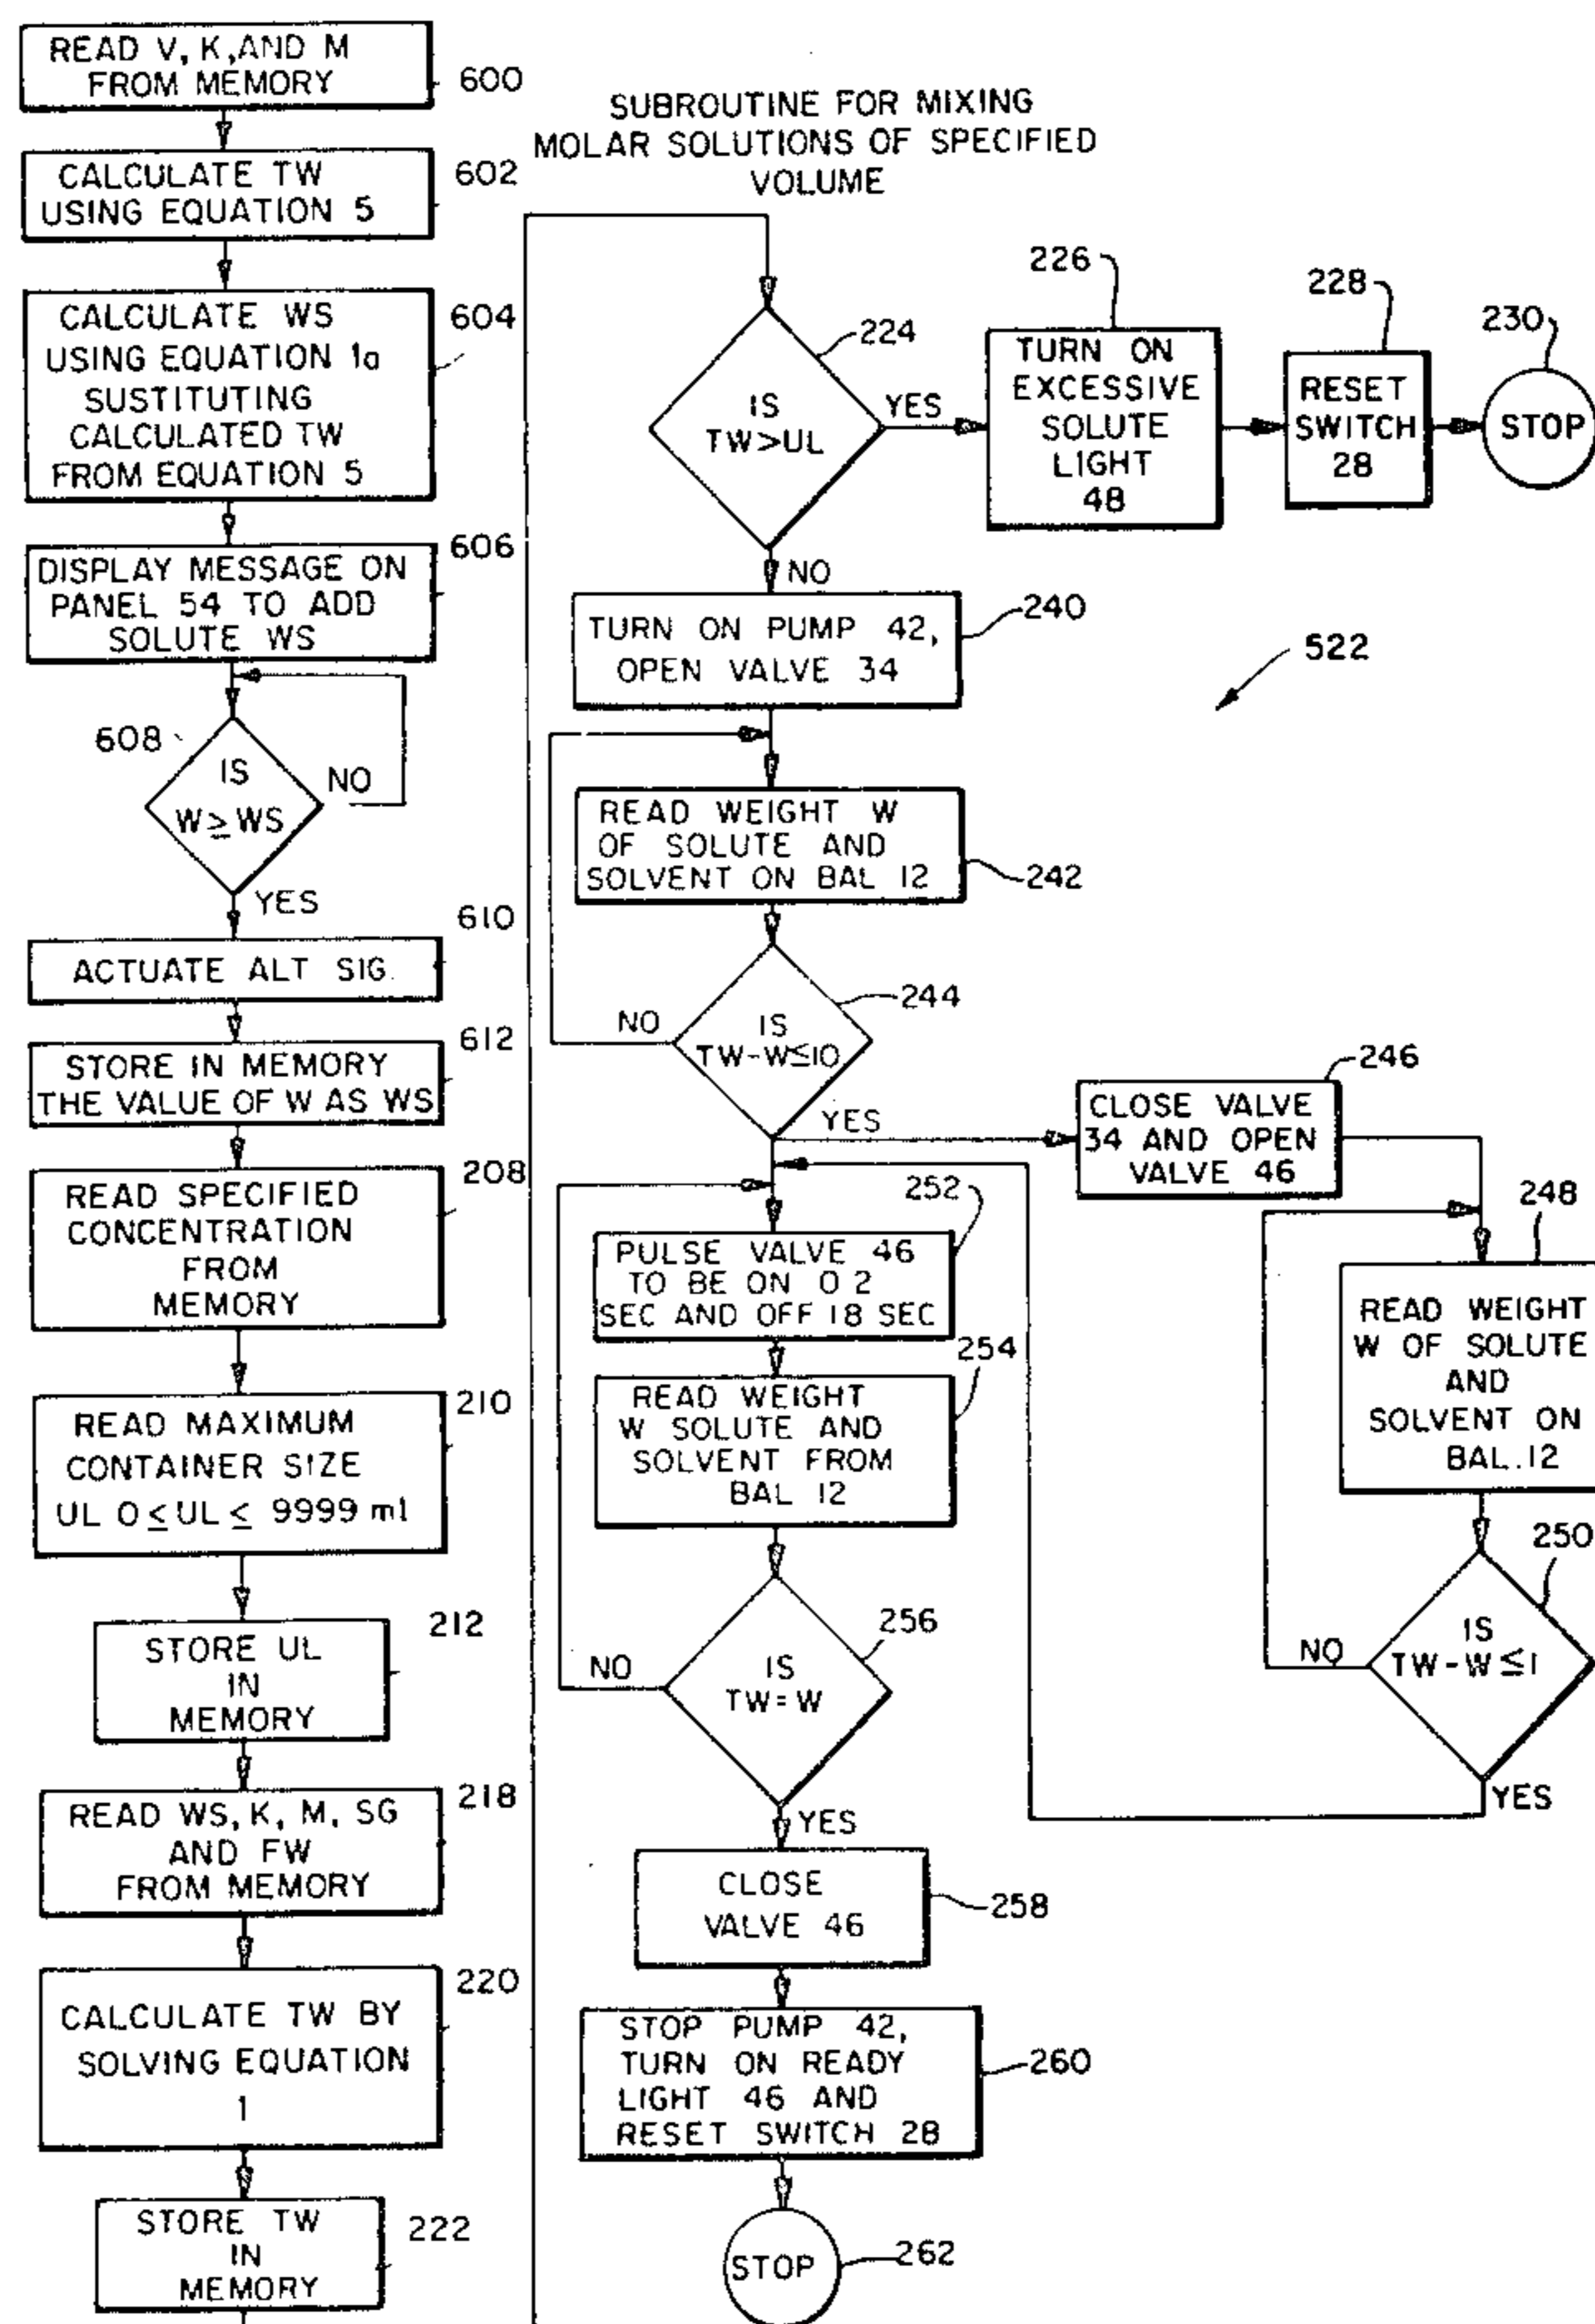 READ V, K, AND M
FROM MEMORY
600
CALCULATE TW
USING EQUATION 5
602
CALCULATE WS
USING EQUATION 1a
SUSTITUTING
CALCULATED TW
FROM EQUATION 5
604
DISPLAY MESSAGE ON
PANEL 54 TO ADD
SOLUTE WS
606
608
IS
W ≥ WS
NO
YES
ACTUATE ALT SIG.
610
STORE IN MEMORY
THE VALUE OF W AS WS
612
READ SPECIFIED
CONCENTRATION
FROM
MEMORY
208
READ MAXIMUM
CONTAINER SIZE
UL 0 ≤ UL ≤ 9999 ml
210
STORE UL
IN
MEMORY
212
READ WS, K, M, SG
AND FW
FROM MEMORY
218
CALCULATE TW BY
SOLVING EQUATION
1
220
STORE TW
IN
MEMORY
222
SUBROUTINE FOR MIXING
MOLAR SOLUTIONS OF SPECIFIED
VOLUME
IS
TW>UL
224
YES
NO
226
TURN ON
EXCESSIVE
SOLUTE
LIGHT
48
228
RESET
SWITCH
28
230
STOP
TURN ON PUMP 42,
OPEN VALVE 34
240
522
READ WEIGHT W
OF SOLUTE AND
SOLVENT ON BAL 12
242
IS
TW-W≤10
244
NO
YES
246
CLOSE VALVE
34 AND OPEN
VALVE 46
248
READ WEIGHT
W OF SOLUTE
AND
SOLVENT ON
BAL. 12
250
IS
TW-W≤1
NO
YES
252
PULSE VALVE 46
TO BE ON 0 2
SEC AND OFF 18 SEC
254
READ WEIGHT
W SOLUTE AND
SOLVENT FROM
BAL 12
256
IS
TW=W
NO
YES
CLOSE
VALVE 46
258
STOP PUMP 42,
TURN ON READY
LIGHT 46 AND
RESET SWITCH 28
260
STOP
262